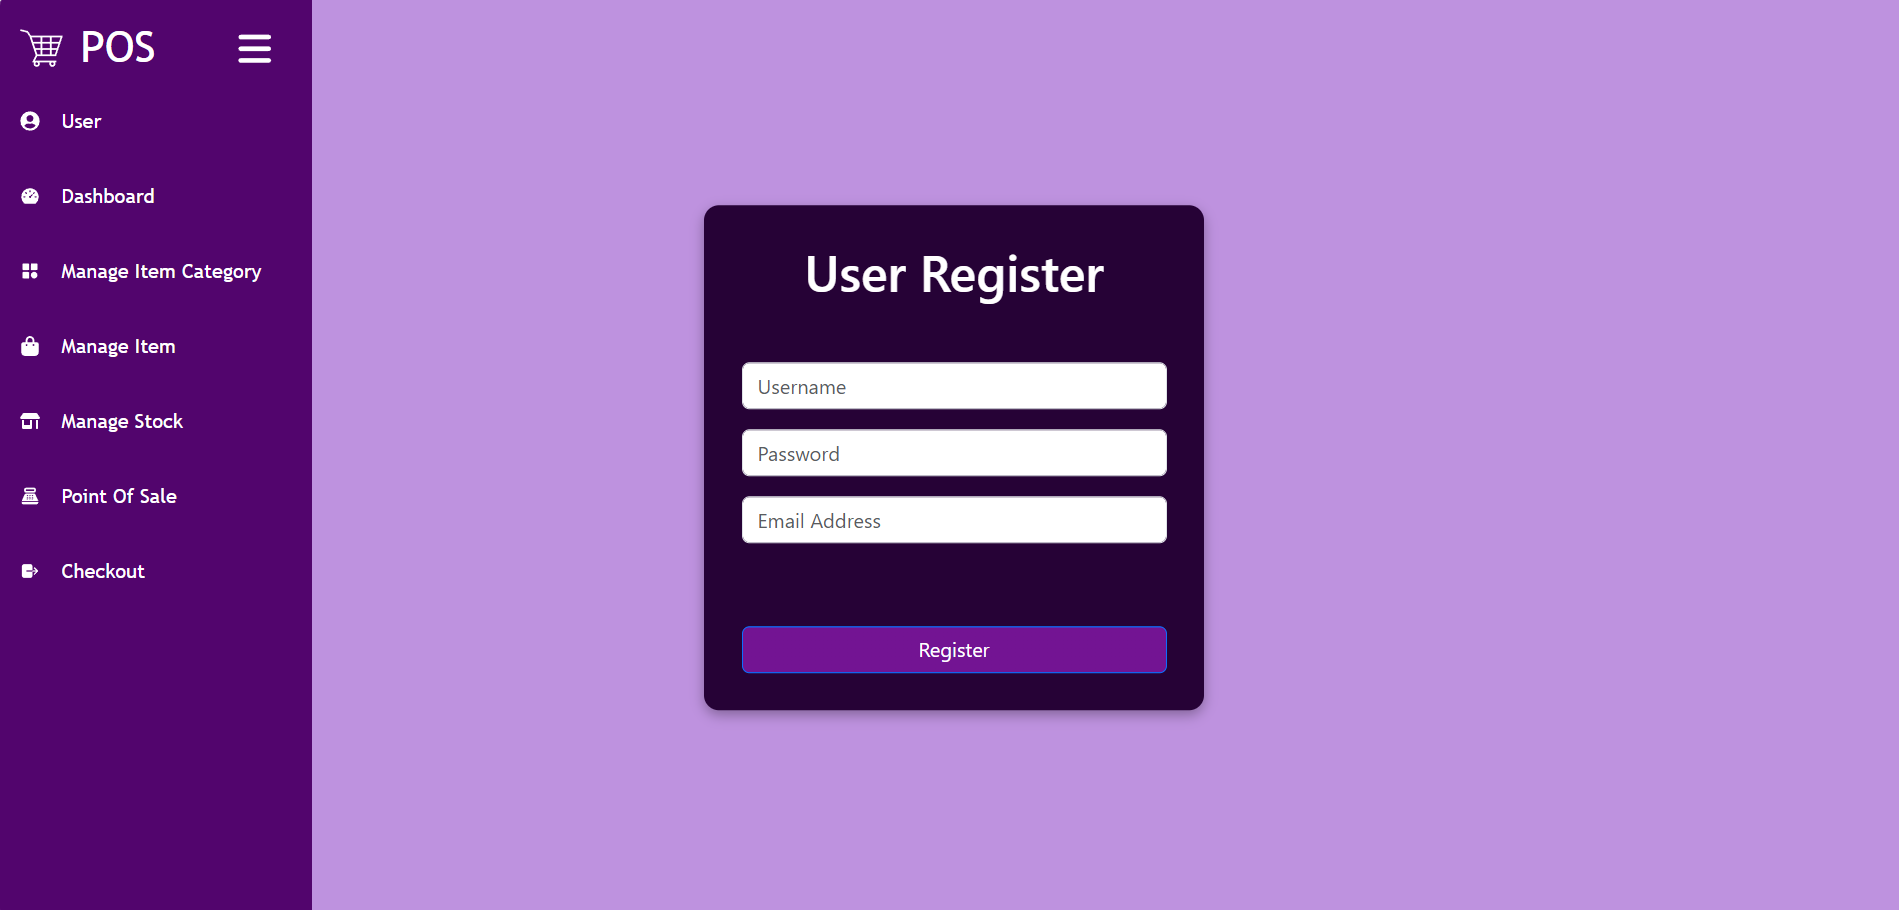 POS
User
Dashboard
Manage Item Category
Manage Item
Manage Stock
Point Of Sale
Checkout
User Register
Username
Password
Email Address
Register